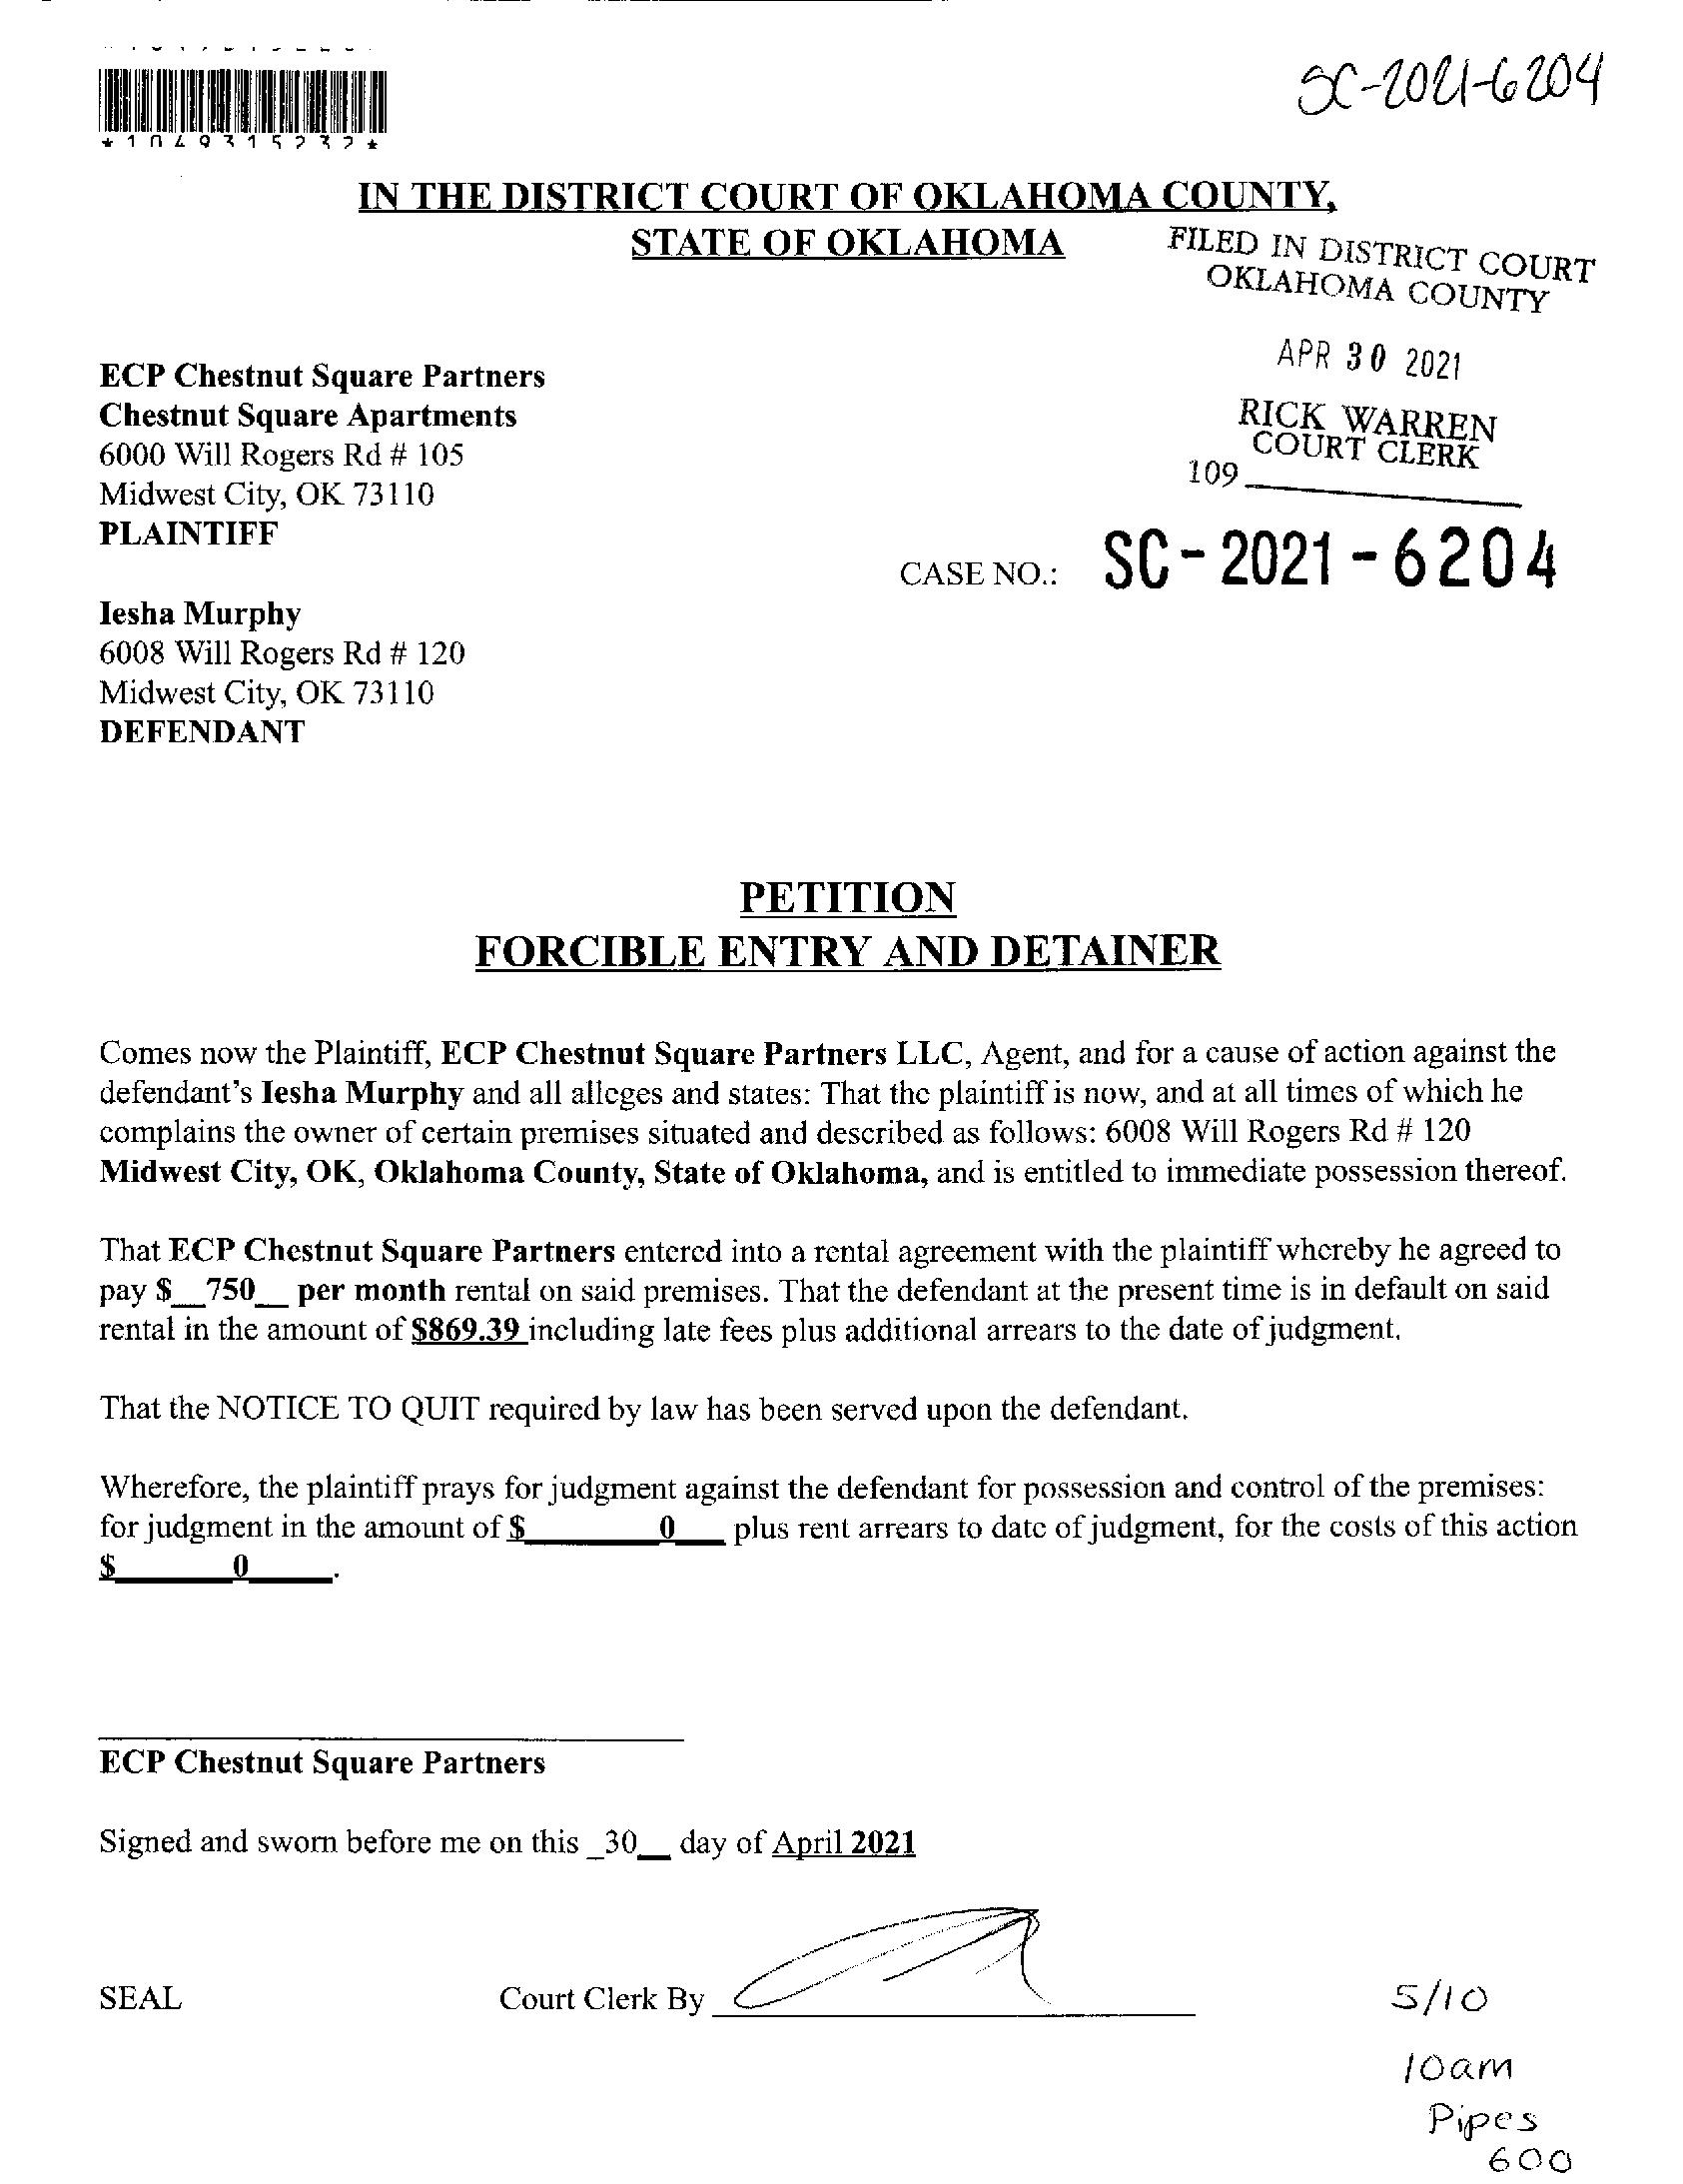 SC-2021-6204
*1049315232*
IN THE DISTRICT COURT OF OKLAHOMA COUNTY,
STATE OF OKLAHOMA
FILED IN DISTRICT COURT
OKLAHOMA COUNTY
APR 30 2021
RICK WARREN
COURT CLERK
109
ECP Chestnut Square Partners
Chestnut Square Apartments
6000 Will Rogers Rd # 105
Midwest City, OK 73110
PLAINTIFF
CASE NO.: SC-2021-6204
Iesha Murphy
6008 Will Rogers Rd # 120
Midwest City, OK 73110
DEFENDANT
PETITION
FORCIBLE ENTRY AND DETAINER
Comes now the Plaintiff, ECP Chestnut Square Partners LLC, Agent, and for a cause of action against the
defendant's Iesha Murphy and all alleges and states: That the plaintiff is now, and at all times of which he
complains the owner of certain premises situated and described as follows: 6008 Will Rogers Rd # 120
Midwest City, OK, Oklahoma County, State of Oklahoma, and is entitled to immediate possession thereof.
That ECP Chestnut Square Partners entered into a rental agreement with the plaintiff whereby he agreed to
pay $__750__ per month rental on said premises. That the defendant at the present time is in default on said
rental in the amount of $869.39 including late fees plus additional arrears to the date of judgment.
That the NOTICE TO QUIT required by law has been served upon the defendant.
Wherefore, the plaintiff prays for judgment against the defendant for possession and control of the premises:
for judgment in the amount of $________0___ plus rent arrears to date of judgment, for the costs of this action
$_______0_____.
ECP Chestnut Square Partners
Signed and sworn before me on this _30__ day of April 2021
SEAL
Court Clerk By
5/10
10am
Pipes
600